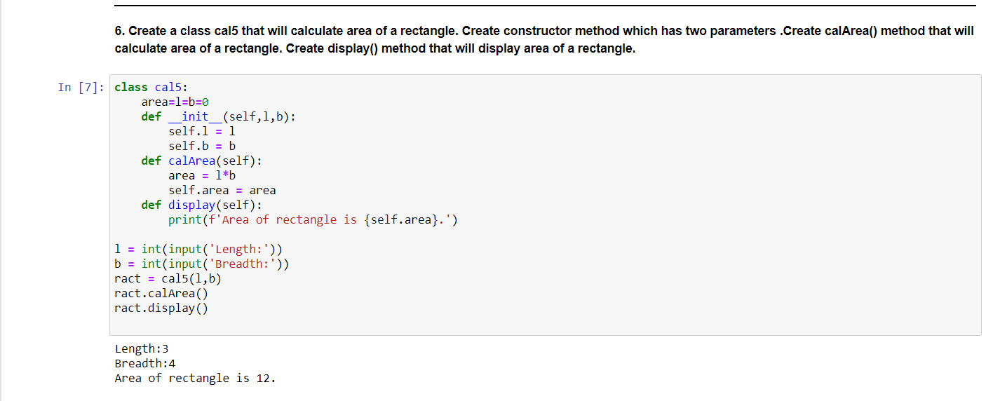 6. Create a class cal5 that will calculate area of a rectangle. Create constructor method which has two parameters .Create calArea() method that will
calculate area of a rectangle. Create display() method that will display area of a rectangle.
In [7]: class cal5:
    area=l=b=0
    def __init__(self,l,b):
        self.l = l
        self.b = b
    def calArea(self):
        area = l*b
        self.area = area
    def display(self):
        print(f'Area of rectangle is {self.area}.')
l = int(input('Length:'))
b = int(input('Breadth:'))
ract = cal5(l,b)
ract.calArea()
ract.display()
Length:3
Breadth:4
Area of rectangle is 12.